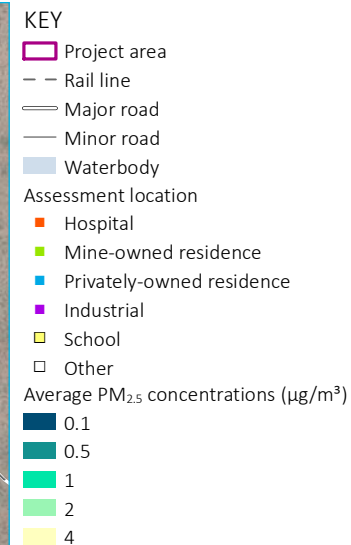 KEY
Project area
Rail line
Major road
Minor road
Waterbody
Assessment location
Hospital
Mine-owned residence
Privately-owned residence
Industrial
School
Other
Average PM₂.₅ concentrations (µg/m³)
0.1
0.5
1
2
4